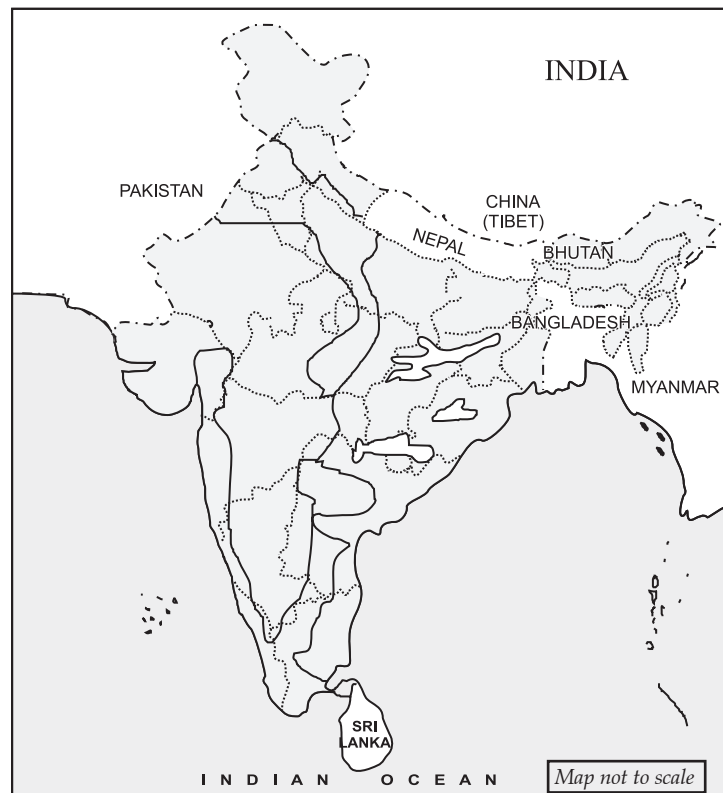 INDIA
PAKISTAN
CHINA
(TIBET)
NEPAL
BHUTAN
BANGLADESH
MYANMAR
SRI
LANKA
INDIAN OCEAN
Map not to scale